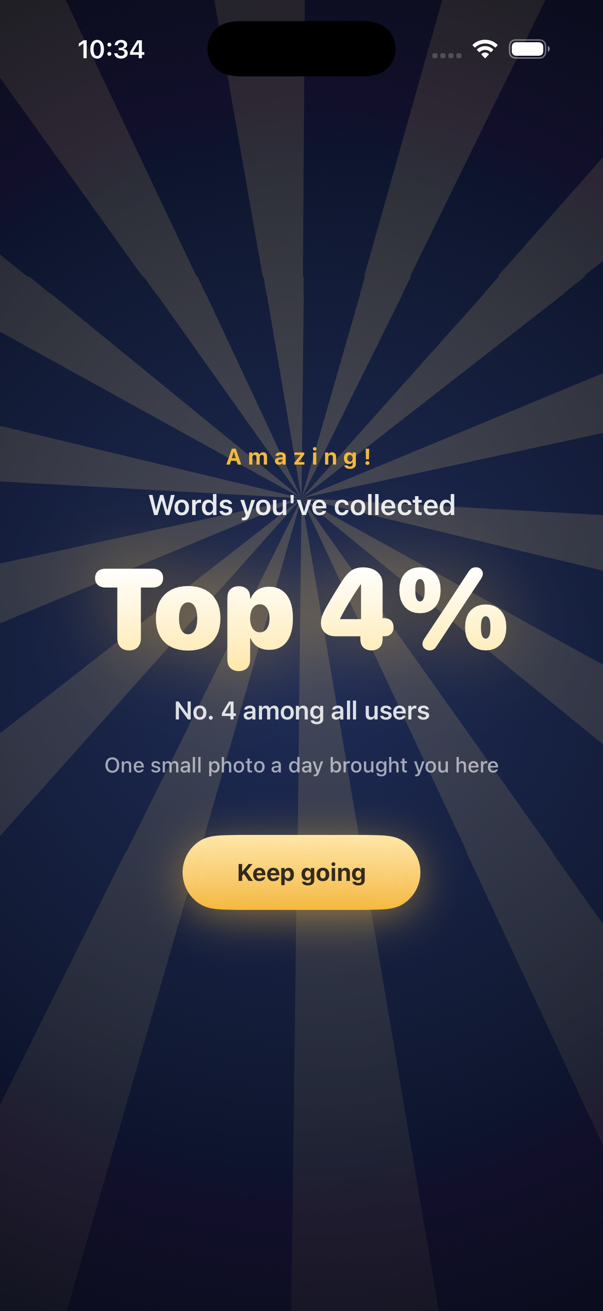 10:34
Amazing!
Words you've collected
Top 4%
No. 4 among all users
One small photo a day brought you here
Keep going